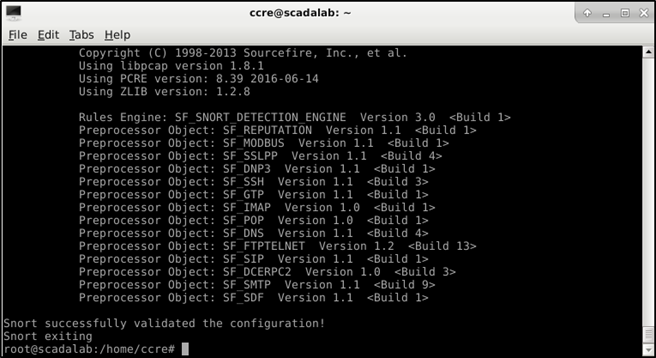 ccre@scadalab: ~
File Edit Tabs Help
Copyright (C) 1998-2013 Sourcefire, Inc., et al.
Using libpcap version 1.8.1
Using PCRE version: 8.39 2016-06-14
Using ZLIB version: 1.2.8
Rules Engine: SF_SNORT_DETECTION_ENGINE Version 3.0 <Build 1>
Preprocessor Object: SF_REPUTATION Version 1.1 <Build 1>
Preprocessor Object: SF_MODBUS Version 1.1 <Build 1>
Preprocessor Object: SF_SSLPP Version 1.1 <Build 4>
Preprocessor Object: SF_DNP3 Version 1.1 <Build 1>
Preprocessor Object: SF_SSH Version 1.1 <Build 3>
Preprocessor Object: SF_GTP Version 1.1 <Build 1>
Preprocessor Object: SF_IMAP Version 1.0 <Build 1>
Preprocessor Object: SF_POP Version 1.0 <Build 1>
Preprocessor Object: SF_DNS Version 1.1 <Build 4>
Preprocessor Object: SF_FTPTELNET Version 1.2 <Build 13>
Preprocessor Object: SF_SIP Version 1.1 <Build 1>
Preprocessor Object: SF_DCERPC2 Version 1.0 <Build 3>
Preprocessor Object: SF_SMTP Version 1.1 <Build 9>
Preprocessor Object: SF_SDF Version 1.1 <Build 1>
Snort successfully validated the configuration!
Snort exiting
root@scadalab:/home/ccre#